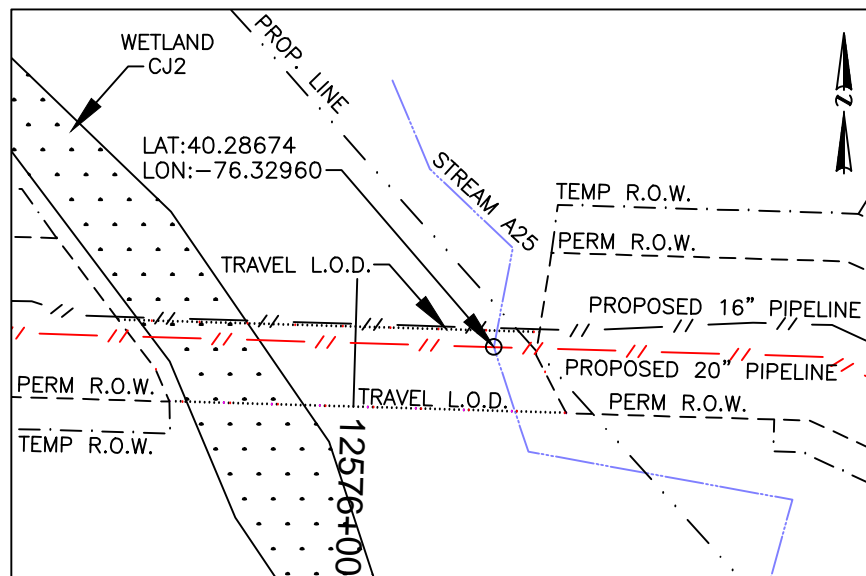 WETLAND
CJ2
PROP. LINE
LAT:40.28674
LON:-76.32960
STREAM A25
TEMP R.O.W.
PERM R.O.W.
TRAVEL L.O.D.
PROPOSED 16" PIPELINE
PROPOSED 20" PIPELINE
PERM R.O.W.
TRAVEL L.O.D.
PERM R.O.W.
TEMP R.O.W.
12576+00
N